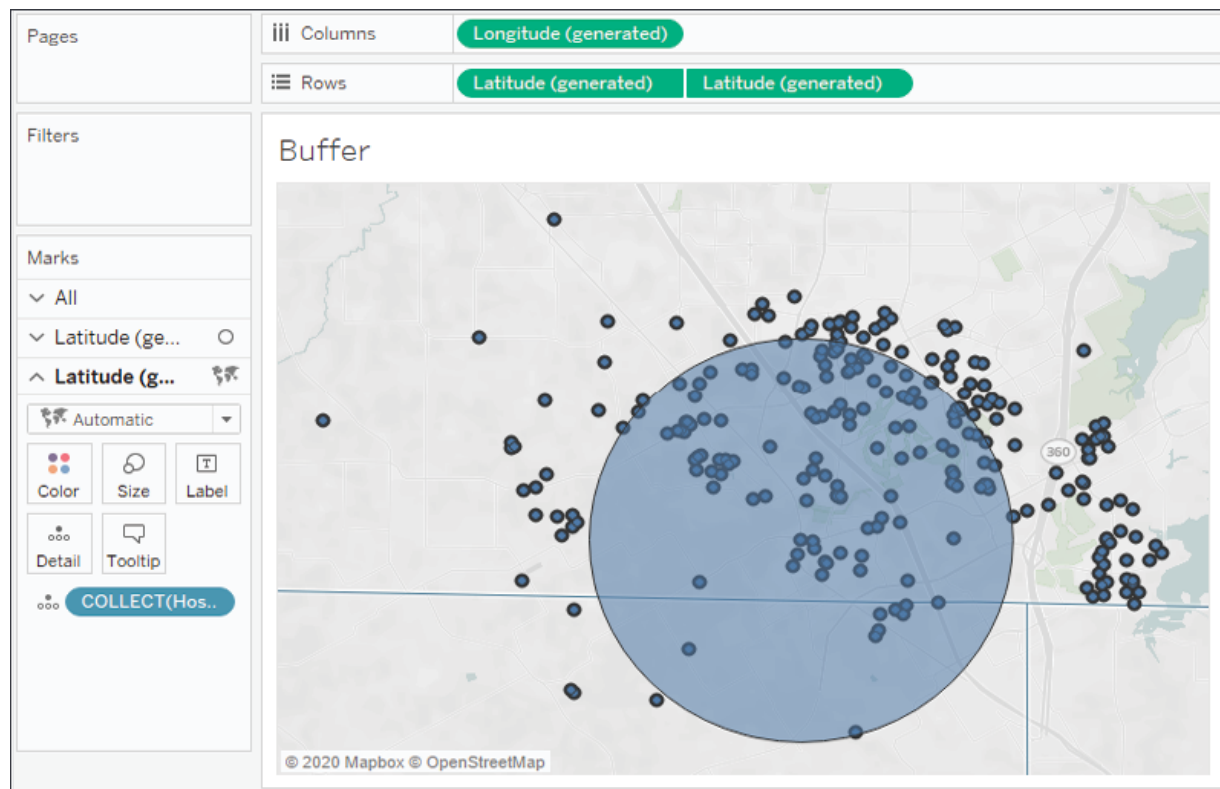 Pages
Columns
Longitude (generated)
Rows
Latitude (generated)
Latitude (generated)
Filters
Buffer
Marks
All
Latitude (ge...
Latitude (g...
Automatic
Color
Size
T
Label
Detail
Tooltip
COLLECT(Hos..
360
© 2020 Mapbox © OpenStreetMap